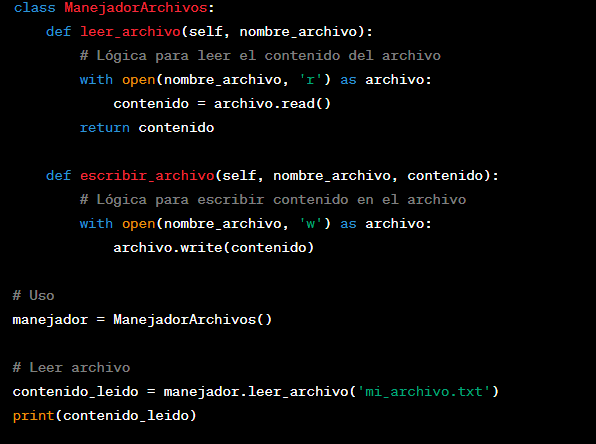 class ManejadorArchivos:
    def leer_archivo(self, nombre_archivo):
        # Lógica para leer el contenido del archivo
        with open(nombre_archivo, 'r') as archivo:
            contenido = archivo.read()
        return contenido

    def escribir_archivo(self, nombre_archivo, contenido):
        # Lógica para escribir contenido en el archivo
        with open(nombre_archivo, 'w') as archivo:
            archivo.write(contenido)

# Uso
manejador = ManejadorArchivos()

# Leer archivo
contenido_leido = manejador.leer_archivo('mi_archivo.txt')
print(contenido_leido)